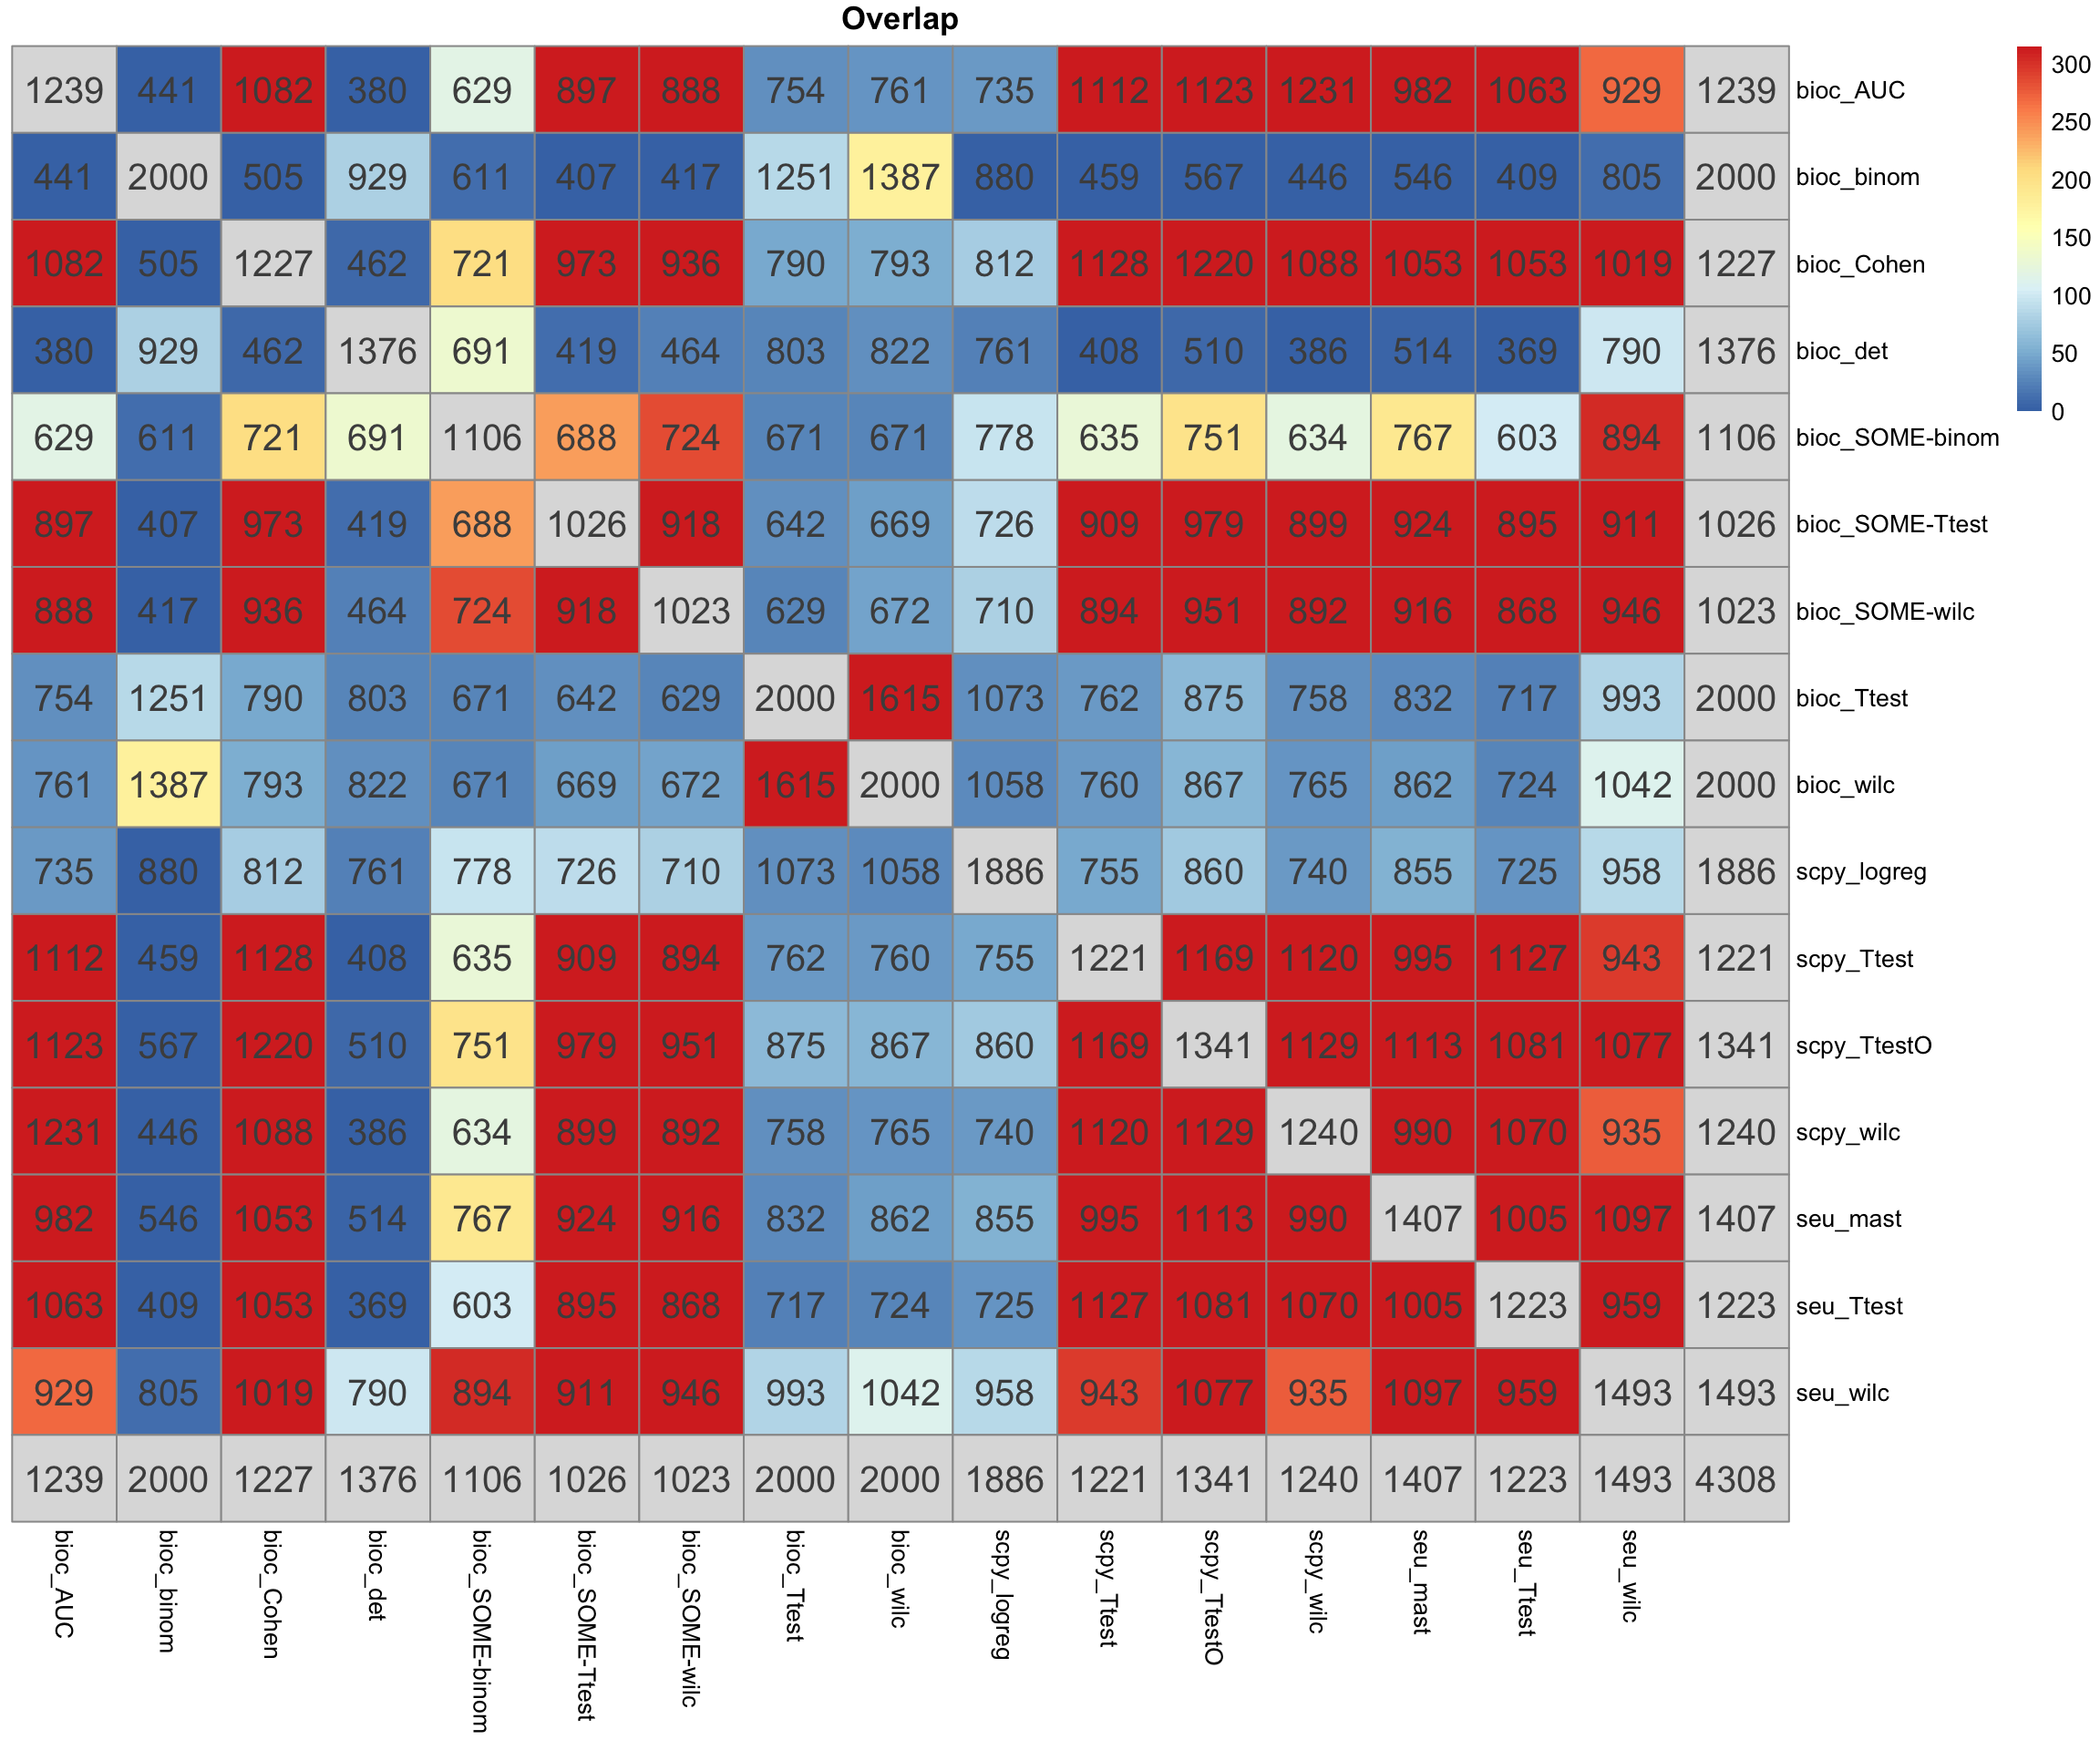 Overlap
1239 441 1082 380 629 897 888 754 761 735 1112 1123 1231 982 1063 929 1239 bioc_AUC
441 2000 505 929 611 407 417 1251 1387 880 459 567 446 546 409 805 2000 bioc_binom
1082 505 1227 462 721 973 936 790 793 812 1128 1220 1088 1053 1053 1019 1227 bioc_Cohen
380 929 462 1376 691 419 464 803 822 761 408 510 386 514 369 790 1376 bioc_det
629 611 721 691 1106 688 724 671 671 778 635 751 634 767 603 894 1106 bioc_SOME-binom
897 407 973 419 688 1026 918 642 669 726 909 979 899 924 895 911 1026 bioc_SOME-Ttest
888 417 936 464 724 918 1023 629 672 710 894 951 892 916 868 946 1023 bioc_SOME-wilc
754 1251 790 803 671 642 629 2000 1615 1073 762 875 758 832 717 993 2000 bioc_Ttest
761 1387 793 822 671 669 672 1615 2000 1058 760 867 765 862 724 1042 2000 bioc_wilc
735 880 812 761 778 726 710 1073 1058 1886 755 860 740 855 725 958 1886 scpy_logreg
1112 459 1128 408 635 909 894 762 760 755 1221 1169 1120 995 1127 943 1221 scpy_Ttest
1123 567 1220 510 751 979 951 875 867 860 1169 1341 1129 1113 1081 1077 1341 scpy_TtestO
1231 446 1088 386 634 899 892 758 765 740 1120 1129 1240 990 1070 935 1240 scpy_wilc
982 546 1053 514 767 924 916 832 862 855 995 1113 990 1407 1005 1097 1407 seu_mast
1063 409 1053 369 603 895 868 717 724 725 1127 1081 1070 1005 1223 959 1223 seu_Ttest
929 805 1019 790 894 911 946 993 1042 958 943 1077 935 1097 959 1493 1493 seu_wilc
1239 2000 1227 1376 1106 1026 1023 2000 2000 1886 1221 1341 1240 1407 1223 1493 4308
bioc_AUC
bioc_binom
bioc_Cohen
bioc_det
bioc_SOME-binom
bioc_SOME-Ttest
bioc_SOME-wilc
bioc_Ttest
bioc_wilc
scpy_logreg
scpy_Ttest
scpy_TtestO
scpy_wilc
seu_mast
seu_Ttest
seu_wilc
300
250
200
150
100
50
0